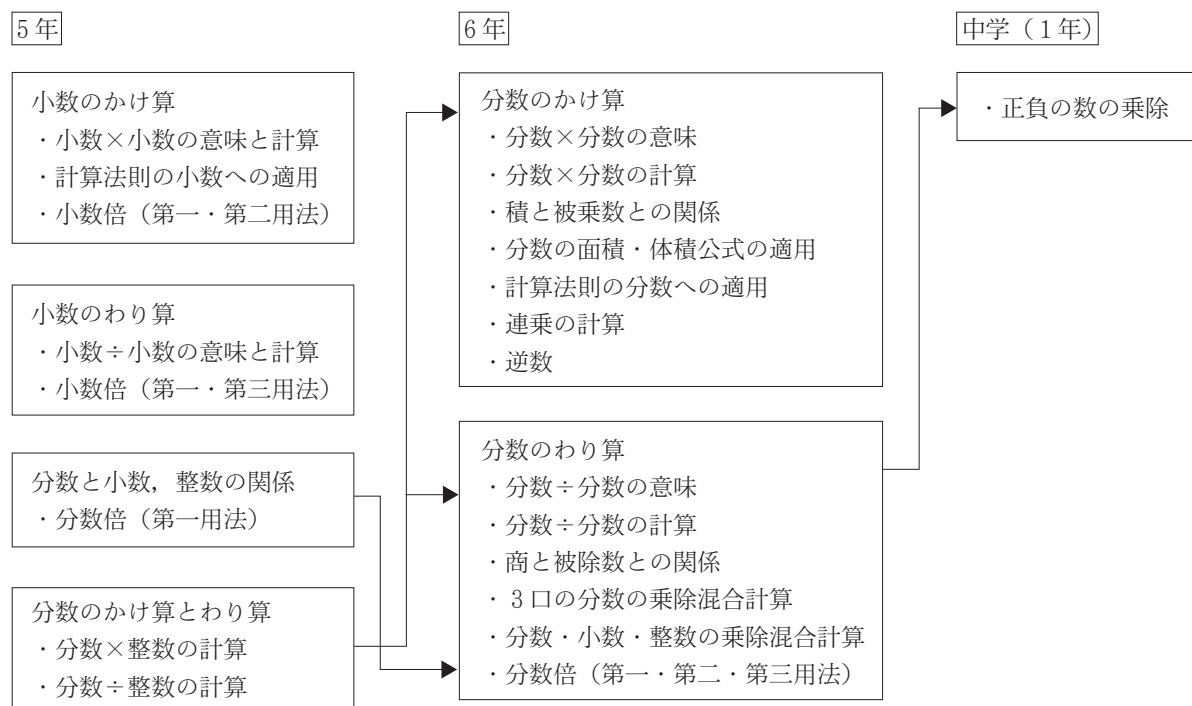 5年
小数のかけ算
・小数×小数の意味と計算
・計算法則の小数への適用
・小数倍（第一・第二用法）
小数のわり算
・小数÷小数の意味と計算
・小数倍（第一・第三用法）
分数と小数，整数の関係
・分数倍（第一用法）
分数のかけ算とわり算
・分数×整数の計算
・分数÷整数の計算
6年
分数のかけ算
・分数×分数の意味
・分数×分数の計算
・積と被乗数との関係
・分数の面積・体積公式の適用
・計算法則の分数への適用
・連乗の計算
・逆数
分数のわり算
・分数÷分数の意味
・分数÷分数の計算
・商と被除数との関係
・3口の分数の乗除混合計算
・分数・小数・整数の乗除混合計算
・分数倍（第一・第二・第三用法）
中学（1年）
・正負の数の乗除